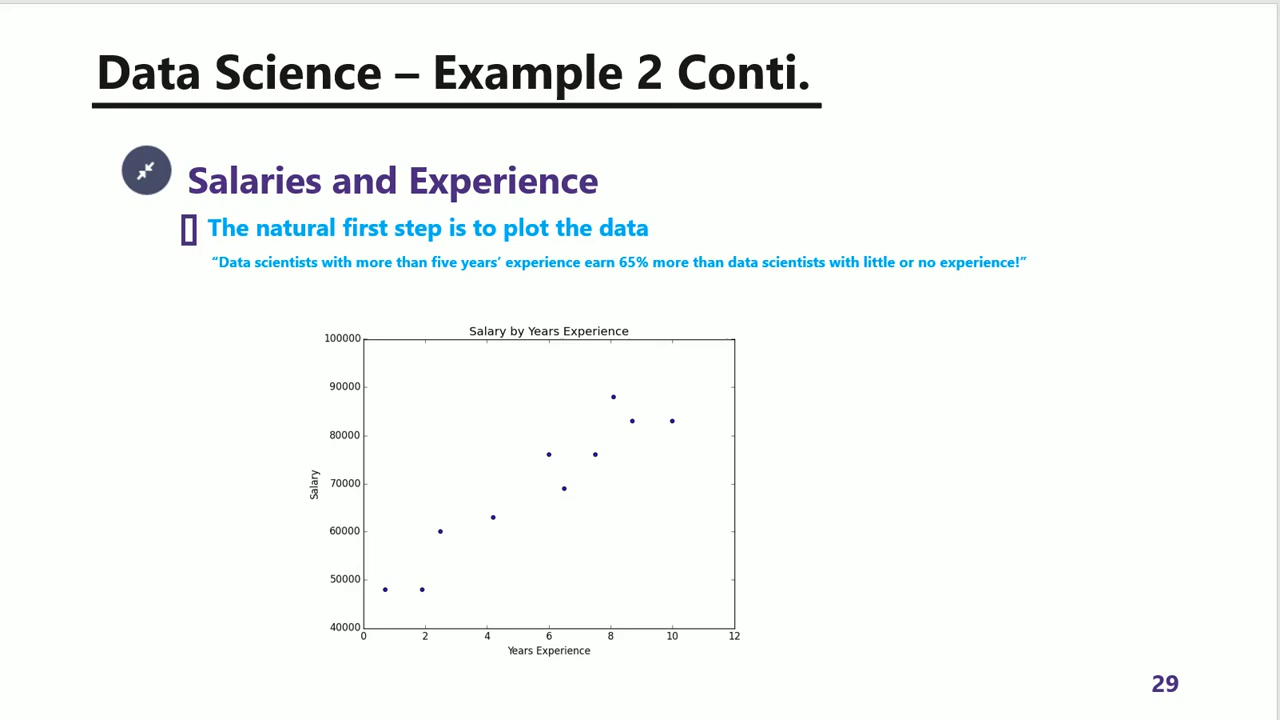 Data Science – Example 2 Conti.
Salaries and Experience
The natural first step is to plot the data
“Data scientists with more than five years’ experience earn 65% more than data scientists with little or no experience!”
Salary by Years Experience
100000
90000
80000
70000
60000
50000
40000
Salary
0 2 4 6 8 10 12
Years Experience
29